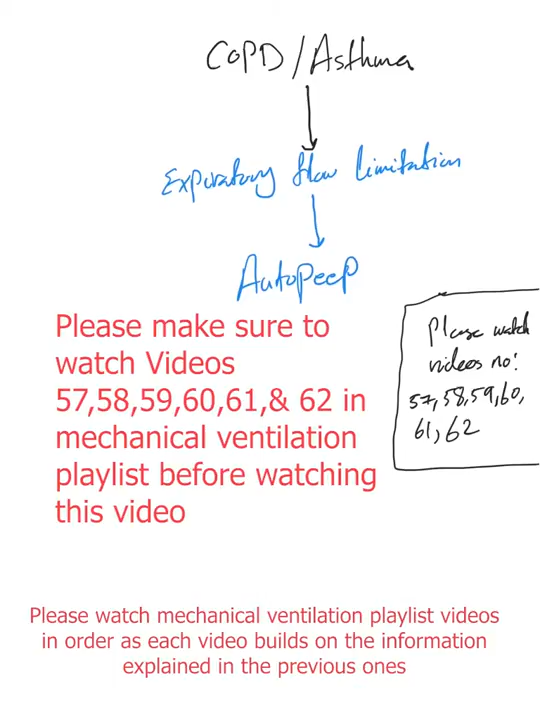 COPD/Asthma
Expiratory flow limitation
AutoPeeP
Please make sure to
watch Videos
57,58,59,60,61,& 62 in
mechanical ventilation
playlist before watching
this video
Please watch
videos no:
57,58,59,60,
61,62
Please watch mechanical ventilation playlist videos
in order as each video builds on the information
explained in the previous ones